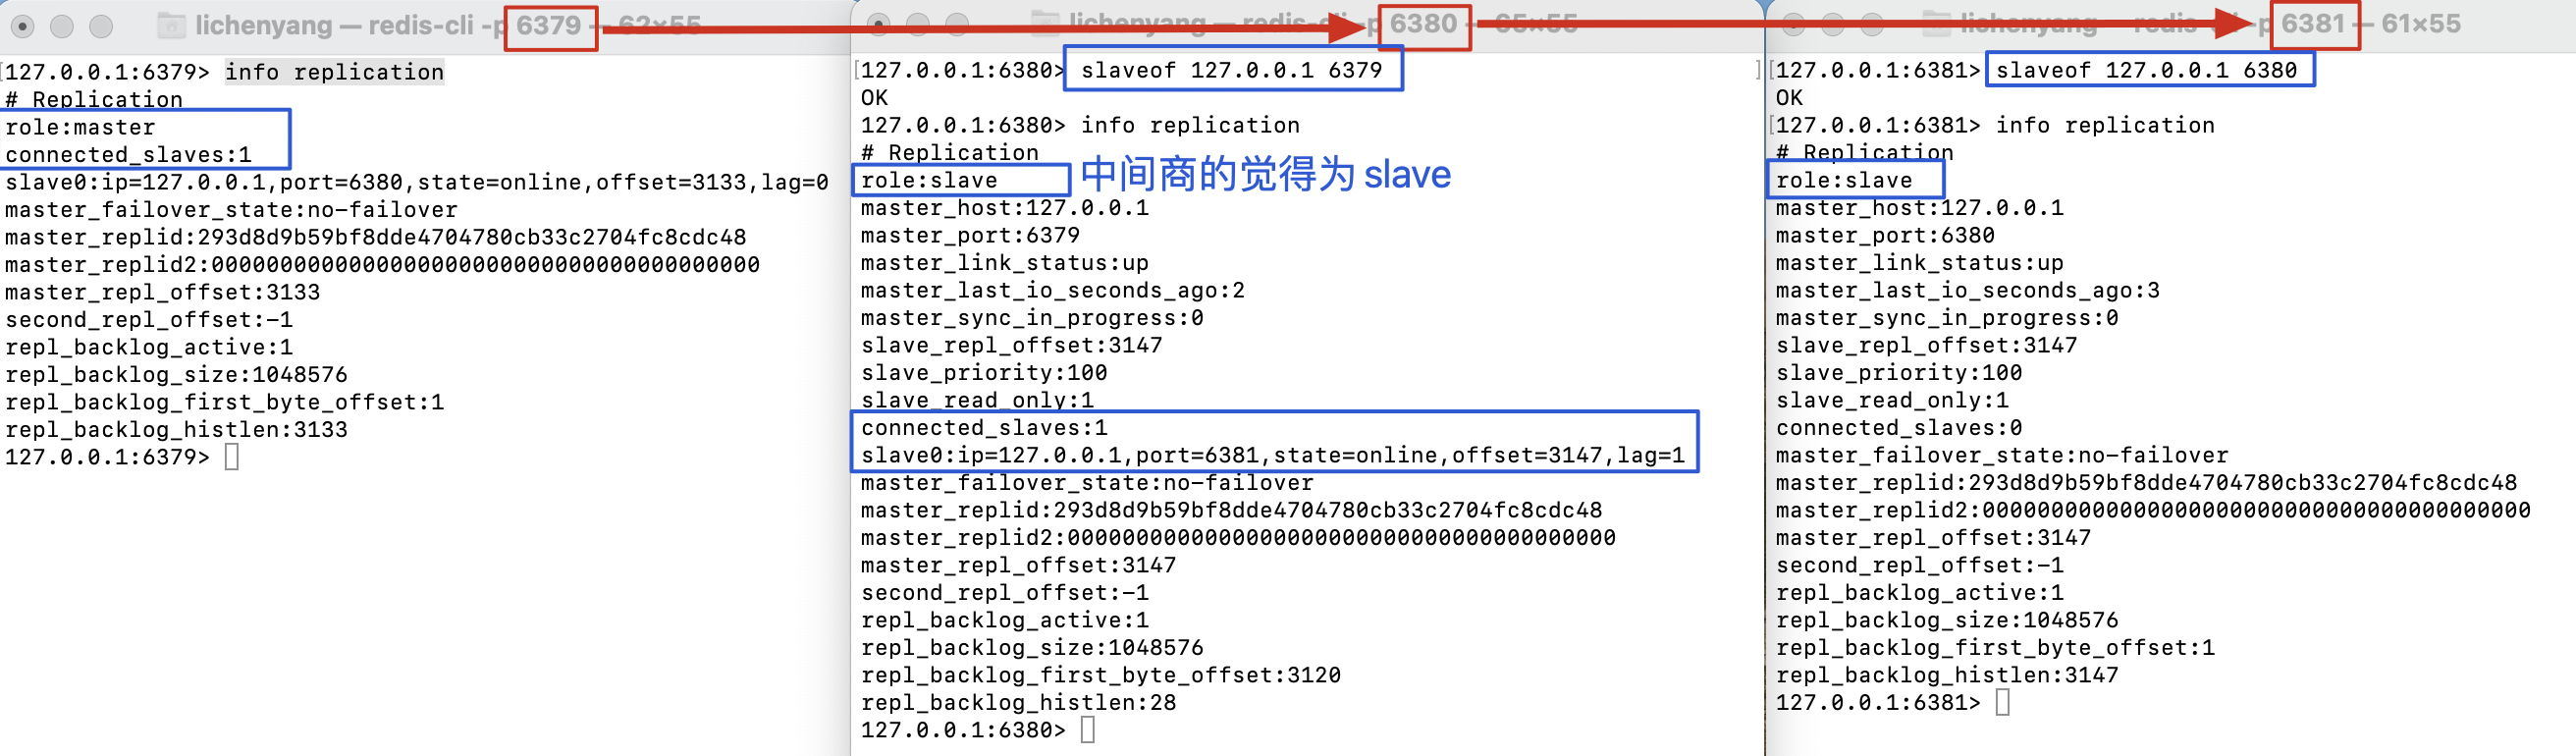 lichenyang — redis-cli -p 6379 — 62×55
127.0.0.1:6379> info replication
# Replication
role:master
connected_slaves:1
slave0:ip=127.0.0.1,port=6380,state=online,offset=3133,lag=0
master_failover_state:no-failover
master_replid:293d8d9b59bf8dde4704780cb33c2704fc8cdc48
master_replid2:0000000000000000000000000000000000000000
master_repl_offset:3133
second_repl_offset:-1
repl_backlog_active:1
repl_backlog_size:1048576
repl_backlog_first_byte_offset:1
repl_backlog_histlen:3133
127.0.0.1:6379>
lichenyang — redis-cli -p 6380 — 65×55
127.0.0.1:6380> slaveof 127.0.0.1 6379
OK
127.0.0.1:6380> info replication
# Replication
role:slave
中间商的觉得为 slave
master_host:127.0.0.1
master_port:6379
master_link_status:up
master_last_io_seconds_ago:2
master_sync_in_progress:0
slave_repl_offset:3147
slave_priority:100
slave_read_only:1
connected_slaves:1
slave0:ip=127.0.0.1,port=6381,state=online,offset=3147,lag=1
master_failover_state:no-failover
master_replid:293d8d9b59bf8dde4704780cb33c2704fc8cdc48
master_replid2:0000000000000000000000000000000000000000
master_repl_offset:3147
second_repl_offset:-1
repl_backlog_active:1
repl_backlog_size:1048576
repl_backlog_first_byte_offset:3120
repl_backlog_histlen:28
127.0.0.1:6380>
lichenyang redis -p 6381 — 61×55
127.0.0.1:6381> slaveof 127.0.0.1 6380
OK
127.0.0.1:6381> info replication
# Replication
role:slave
master_host:127.0.0.1
master_port:6380
master_link_status:up
master_last_io_seconds_ago:3
master_sync_in_progress:0
slave_repl_offset:3147
slave_priority:100
slave_read_only:1
connected_slaves:0
master_failover_state:no-failover
master_replid:293d8d9b59bf8dde4704780cb33c2704fc8cdc48
master_replid2:0000000000000000000000000000000000000000
master_repl_offset:3147
second_repl_offset:-1
repl_backlog_active:1
repl_backlog_size:1048576
repl_backlog_first_byte_offset:1
repl_backlog_histlen:3147
127.0.0.1:6381>